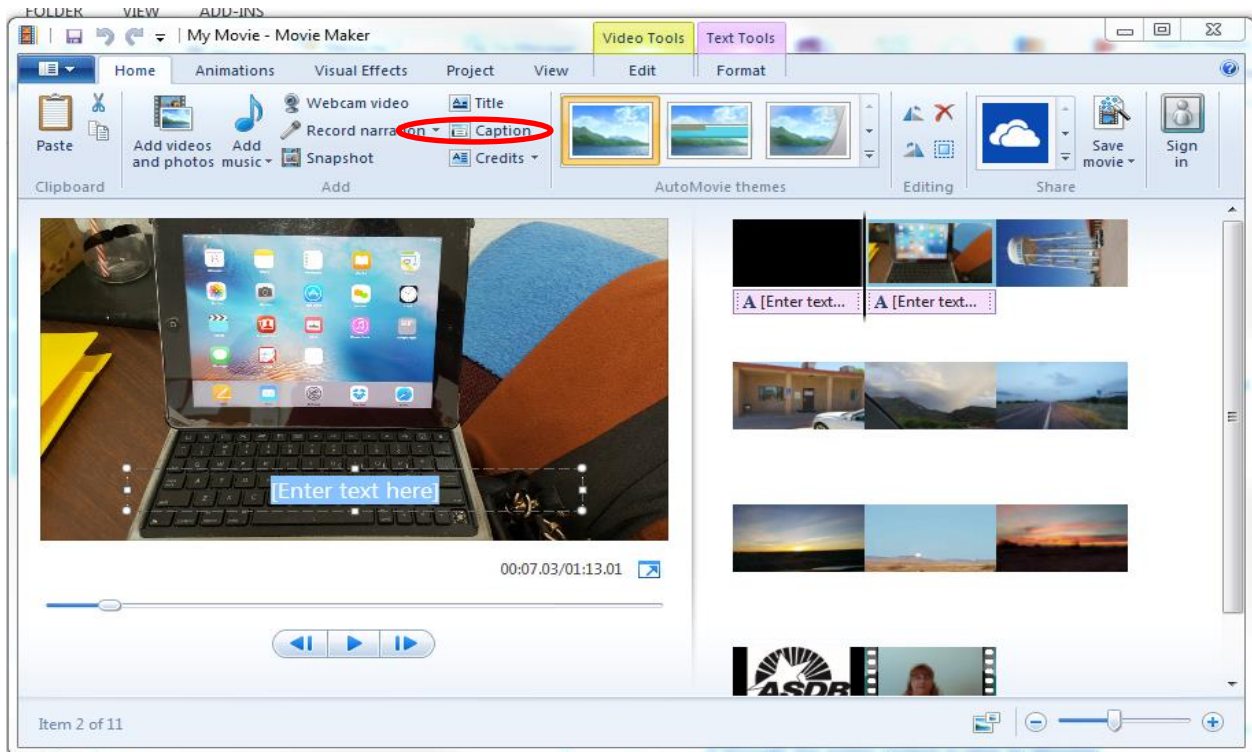 FOLDER VIEW ADD-INS
My Movie - Movie Maker
Video Tools
Text Tools
Home Animations Visual Effects Project View Edit Format
Paste
Clipboard
Add videos and photos
Add music
Webcam video
Record narration
Snapshot
Title
Caption
Credits
Add
AutoMovie themes
Editing
Save movie
Share
Sign in
[Enter text here]
A [Enter text...
A [Enter text...
00:07.03/01:13.01
ASDB
Item 2 of 11